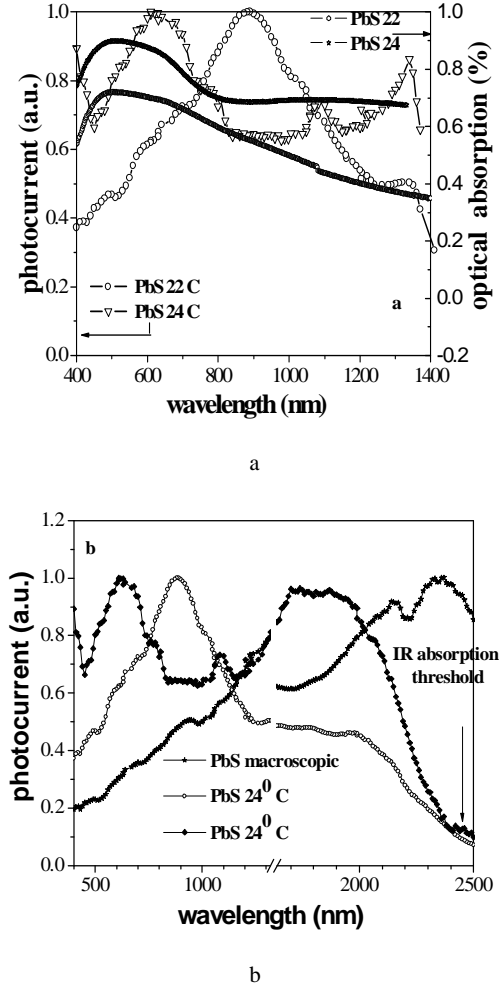 1.0
0.8
0.6
0.4
0.2
0.0
photocurrent (a.u.)
PbS 22
PbS 24
1.0
0.8
0.6
0.4
0.2
0.0
-0.2
optical absorption (%)
PbS 22 C
PbS 24 C
a
400 600 800 1000 1200 1400
wavelength (nm)
a
b
1.2
1.0
0.8
0.6
0.4
0.2
0.0
photocurrent (a.u.)
IR absorption
threshold
PbS macroscopic
PbS 24⁰ C
PbS 24⁰ C
500 1000 2000 2500
wavelength (nm)
b